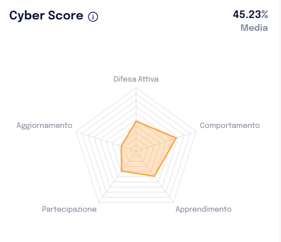 Cyber Score
45.23%
Media
Difesa Attiva
Aggiornamento
Comportamento
Partecipazione
Apprendimento